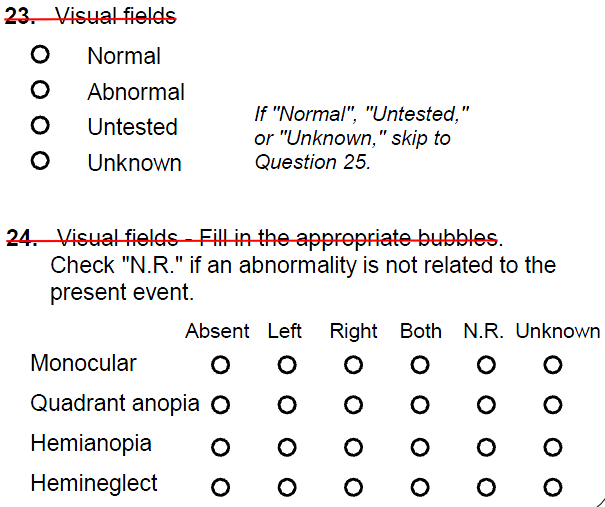 23. Visual fields
Normal
Abnormal
Untested
Unknown
If "Normal", "Untested,"
or "Unknown," skip to
Question 25.
24. Visual fields - Fill in the appropriate bubbles.
Check "N.R." if an abnormality is not related to the
present event.
Absent Left Right Both N.R. Unknown
Monocular
Quadrant anopia
Hemianopia
Hemineglect